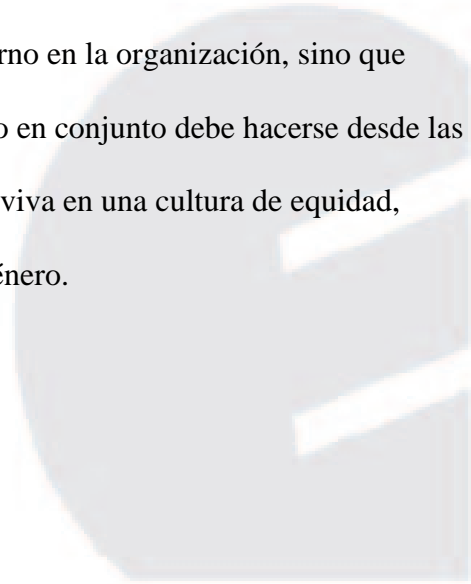 rno en la organización, sino que
o en conjunto debe hacerse desde las
viva en una cultura de equidad,
énero.